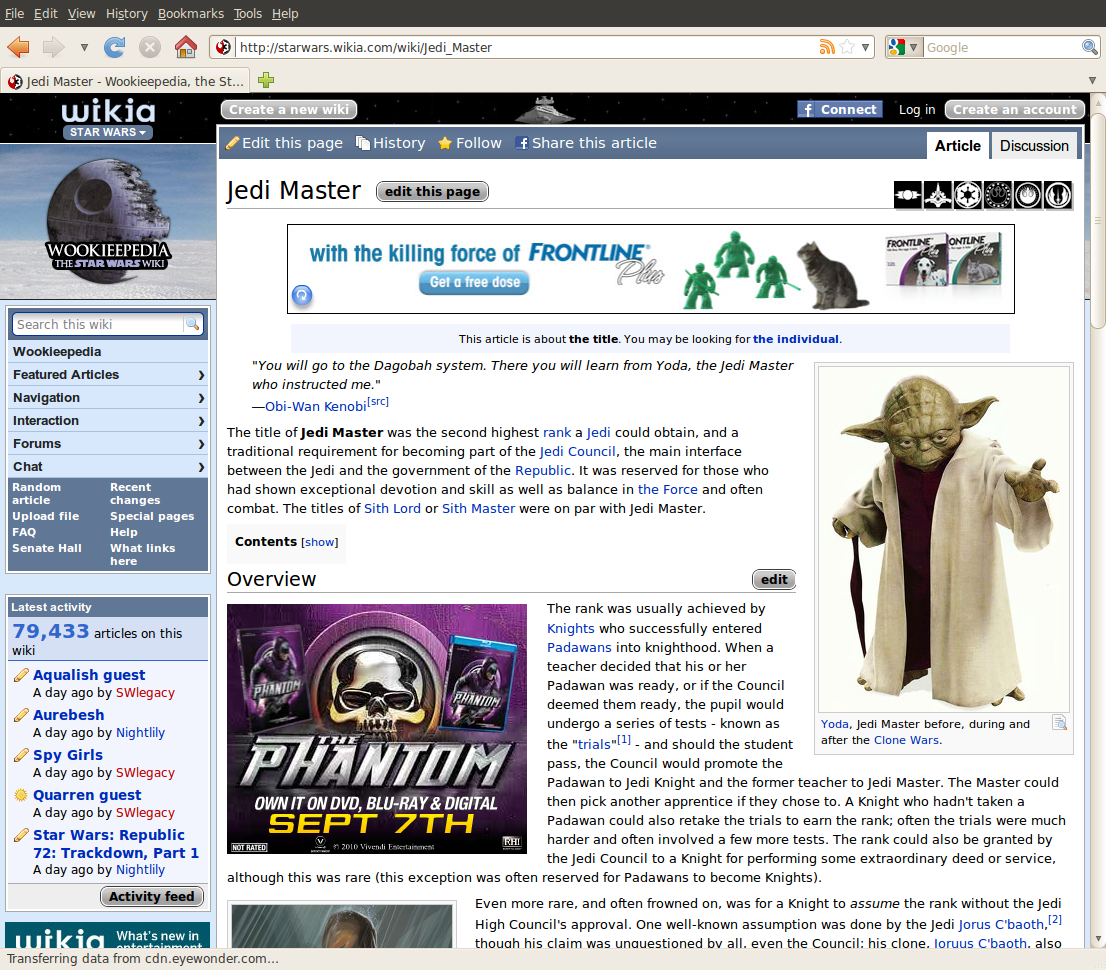 File Edit View History Bookmarks Tools Help
http://starwars.wikia.com/wiki/Jedi_Master
Google
Jedi Master - Wookieepedia, the St...
wikia
STAR WARS
Create a new wiki
Connect
Log in
Create an account
Edit this page History Follow Share this article
Article Discussion
WOOKIEEPEDIA
THE STAR WARS WIKI
Jedi Master edit this page
with the killing force of FRONTLINE Plus
Get a free dose
FRONTLINE
ONTLINE
This article is about the title. You may be looking for the individual.
Search this wiki
Wookieepedia
Featured Articles
Navigation
Interaction
Forums
Chat
Random article
Recent changes
Upload file
Special pages
FAQ
Help
Senate Hall
What links here
Latest activity
79,433 articles on this
wiki
Aqualish guest
A day ago by SWlegacy
Aurebesh
A day ago by Nightlily
Spy Girls
A day ago by SWlegacy
Quarren guest
A day ago by SWlegacy
Star Wars: Republic
72: Trackdown, Part 1
A day ago by Nightlily
Activity feed
wikia
What's new in
entertainment
"You will go to the Dagobah system. There you will learn from Yoda, the Jedi Master
who instructed me."
—Obi-Wan Kenobi[src]
The title of Jedi Master was the second highest rank a Jedi could obtain, and a
traditional requirement for becoming part of the Jedi Council, the main interface
between the Jedi and the government of the Republic. It was reserved for those who
had shown exceptional devotion and skill as well as balance in the Force and often
combat. The titles of Sith Lord or Sith Master were on par with Jedi Master.
Contents [show]
Yoda, Jedi Master before, during and
after the Clone Wars.
Overview edit
PHANTOM
PHANTOM
THE
PHANTOM
OWN IT ON DVD, BLU-RAY & DIGITAL
SEPT 7TH
NOT RATED
© 2010 Vivendi Entertainment
RHI
The rank was usually achieved by
Knights who successfully entered
Padawans into knighthood. When a
teacher decided that his or her
Padawan was ready, or if the Council
deemed them ready, the pupil would
undergo a series of tests - known as
the "trials"[1] - and should the student
pass, the Council would promote the
Padawan to Jedi Knight and the former teacher to Jedi Master. The Master could
then pick another apprentice if they chose to. A Knight who hadn't taken a
Padawan could also retake the trials to earn the rank; often the trials were much
harder and often involved a few more tests. The rank could also be granted by
the Jedi Council to a Knight for performing some extraordinary deed or service,
although this was rare (this exception was often reserved for Padawans to become Knights).
Even more rare, and often frowned on, was for a Knight to assume the rank without the Jedi
High Council's approval. One well-known assumption was done by the Jedi Jorus C'baoth,[2]
though his claim was unquestioned by all, even the Council; his clone, Joruus C'baoth, also
Transferring data from cdn.eyewonder.com...